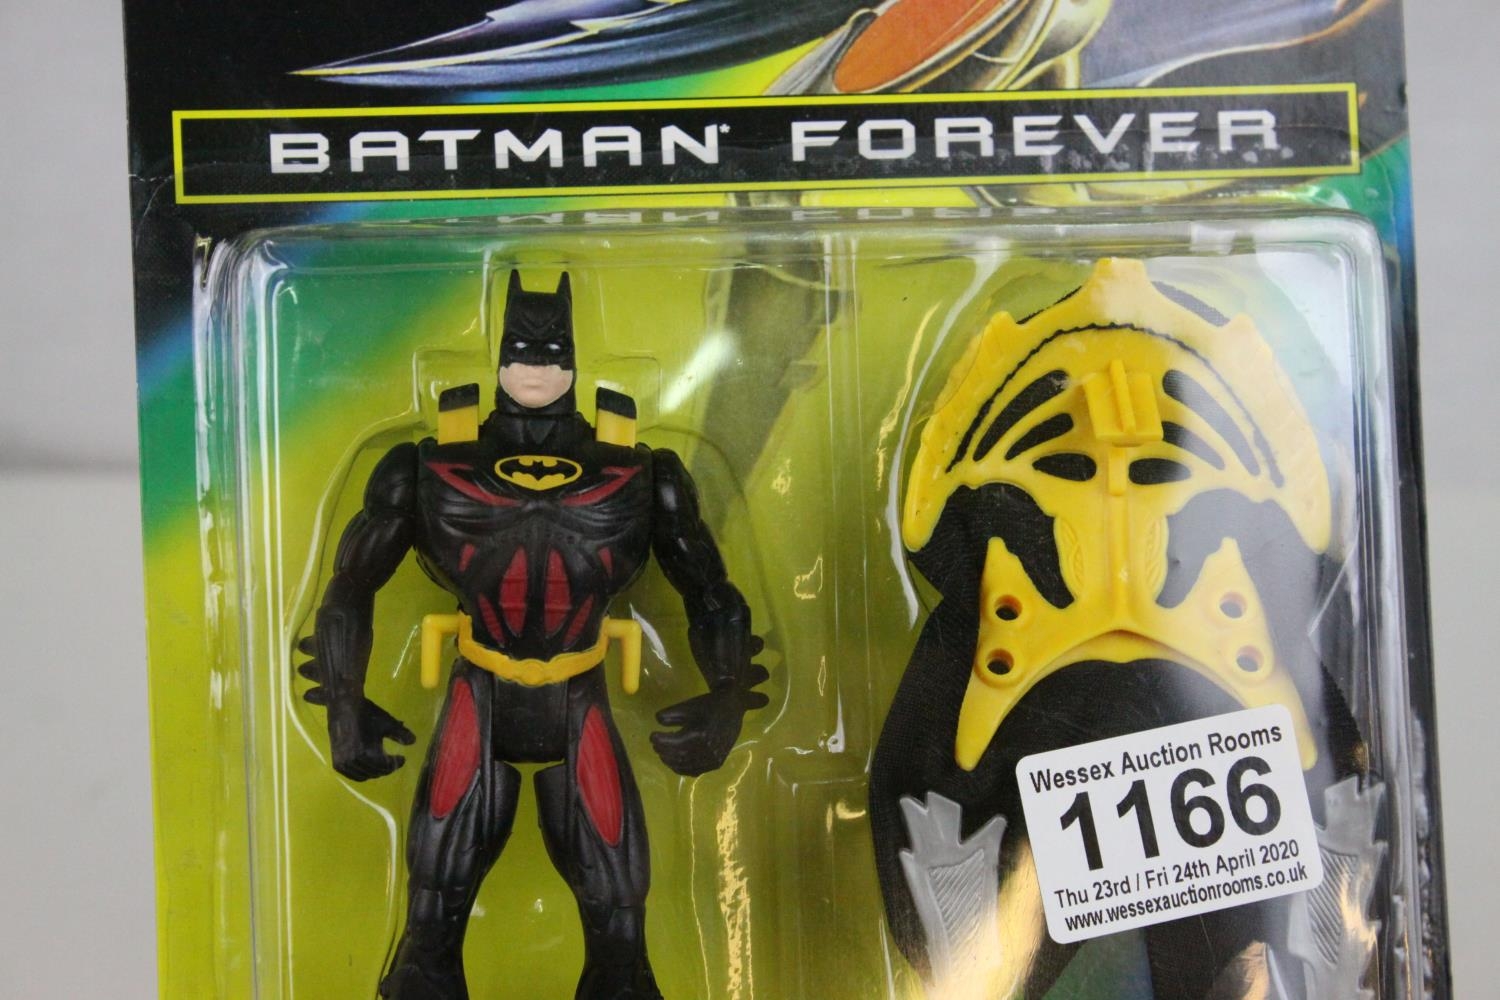 BATMAN* FOREVER
Wessex Auction Rooms
1166
Thu 23rd / Fri 24th April 2020
www.wessexauctionrooms.co.uk